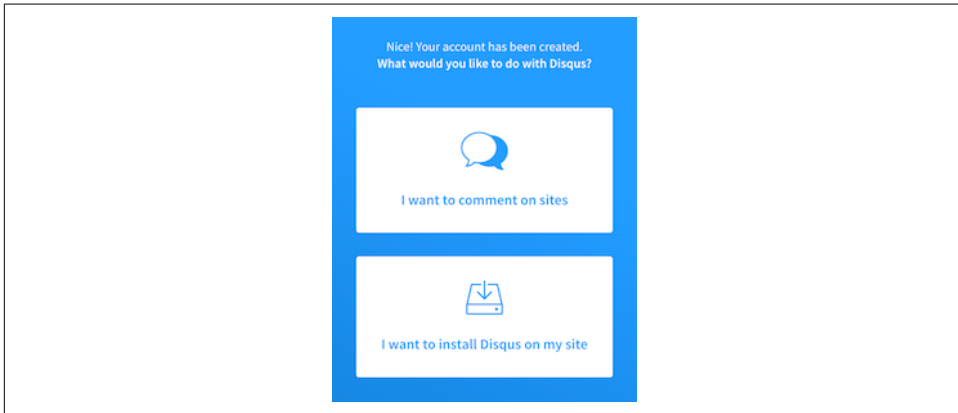 Nice! Your account has been created.
What would you like to do with Disqus?
I want to comment on sites
I want to install Disqus on my site